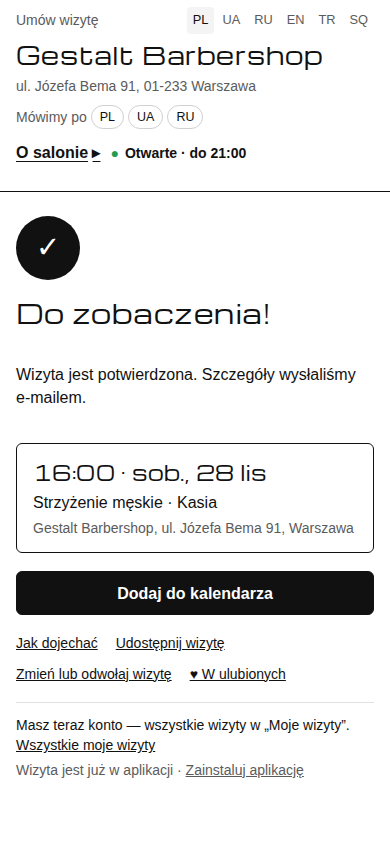 Umów wizytę PL UA RU EN TR SQ
Gestalt Barbershop
ul. Józefa Bema 91, 01-233 Warszawa
Mówimy po PL UA RU
O salonie ▸ ● Otwarte · do 21:00
✓
Do zobaczenia!
Wizyta jest potwierdzona. Szczegóły wysłaliśmy
e-mailem.
16:00 · sob., 28 lis
Strzyżenie męskie · Kasia
Gestalt Barbershop, ul. Józefa Bema 91, Warszawa
Dodaj do kalendarza
Jak dojechać Udostępnij wizytę
Zmień lub odwołaj wizytę ♥ W ulubionych
Masz teraz konto — wszystkie wizyty w „Moje wizyty”.
Wszystkie moje wizyty
Wizyta jest już w aplikacji · Zainstaluj aplikację